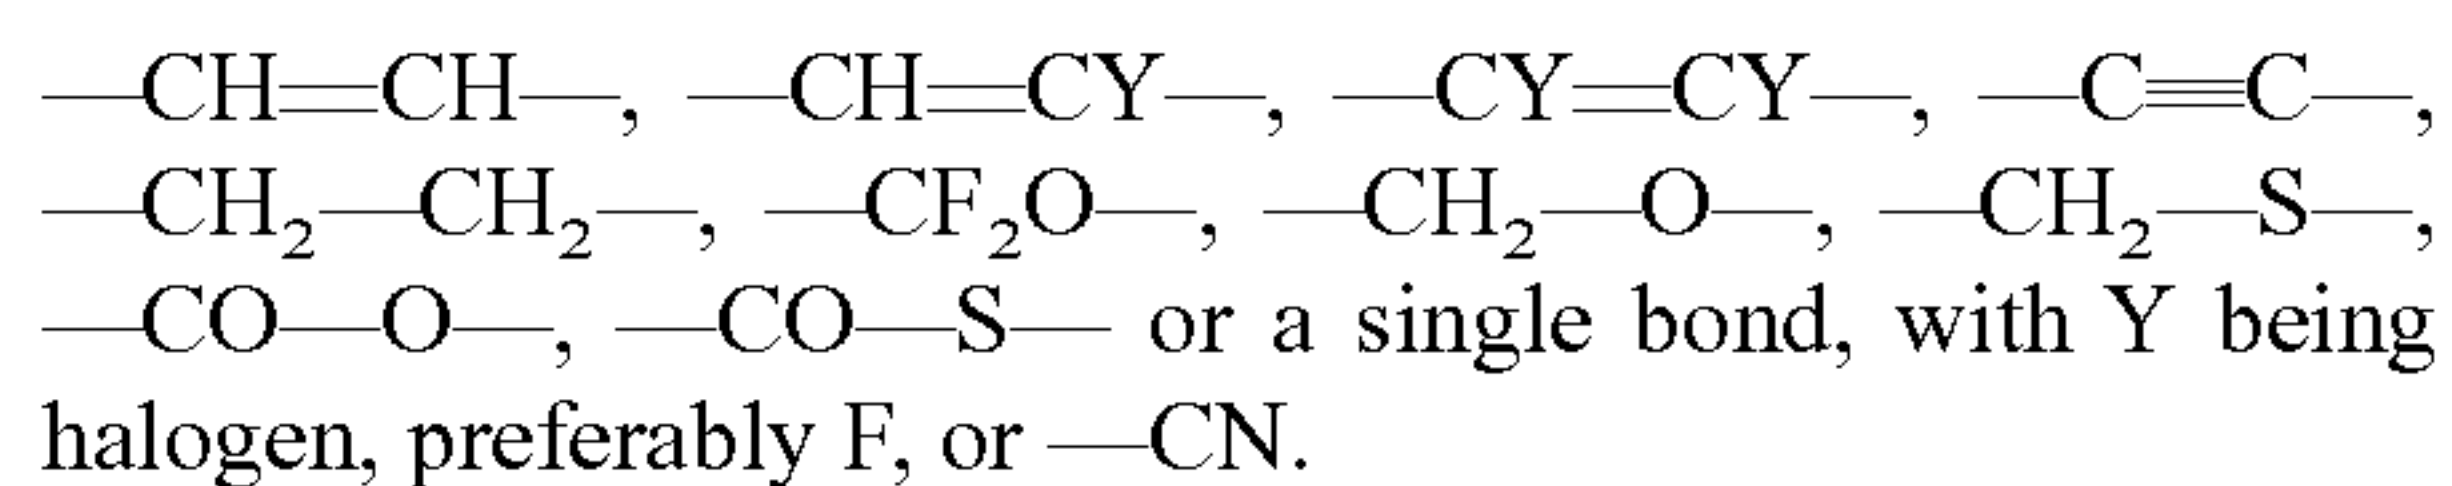 —CH=CH—, —CH=CY—, —CY=CY—, —C≡C—,
—CH₂—CH₂—, —CF₂O—, —CH₂—O—, —CH₂—S—,
—CO—O—, —CO—S— or a single bond, with Y being
halogen, preferably F, or —CN.